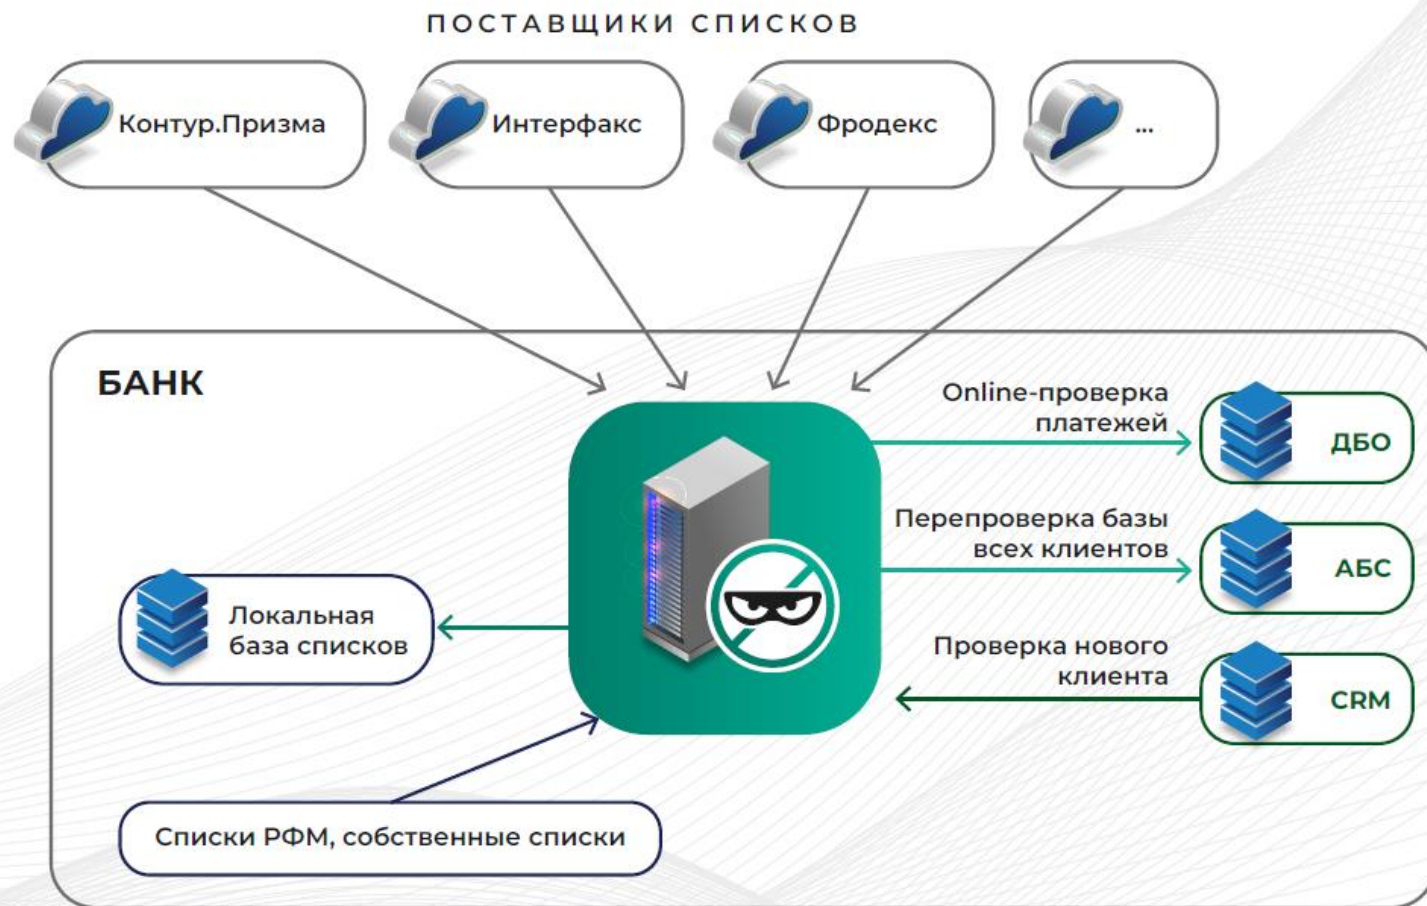 ПОСТАВЩИКИ СПИСКОВ
Контур.Призма
Интерфакс
Фродекс
...
БАНК
Online-проверка
платежей
ДБО
Перепроверка базы
всех клиентов
АБС
Локальная
база списков
Проверка нового
клиента
CRM
Списки РФМ, собственные списки